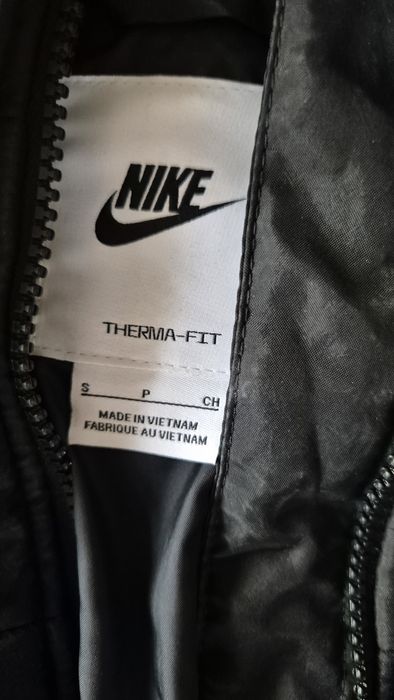 NIKE
THERMA-FIT
S P CH
MADE IN VIETNAM
FABRIQUE AU VIETNAM